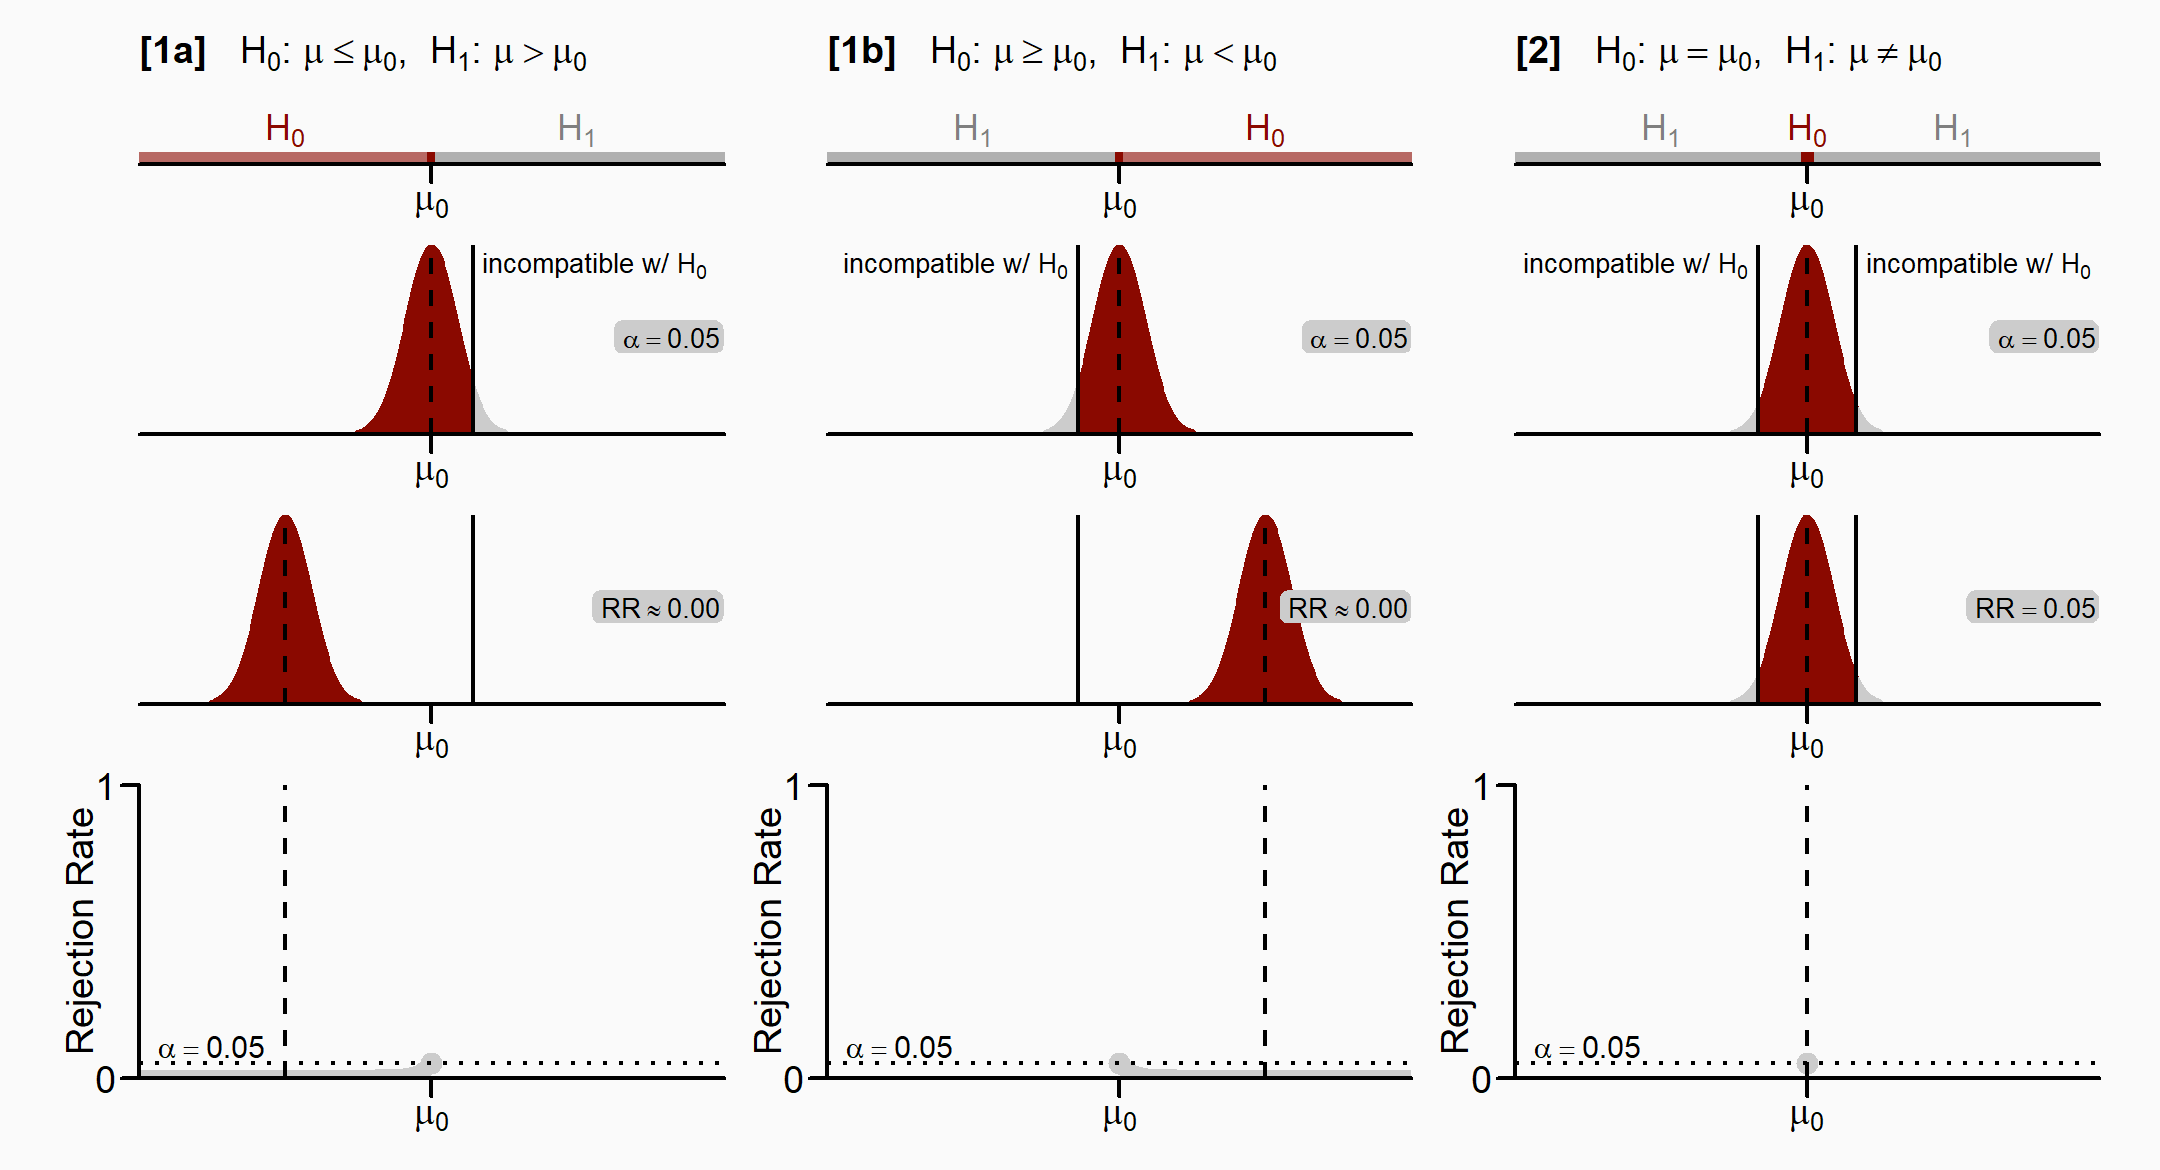 [1a] H₀: μ ≤ μ₀, H₁: μ > μ₀
H₀ H₁
μ₀
incompatible w/ H₀
α = 0.05
μ₀
RR ≈ 0.00
μ₀
1
Rejection Rate
α = 0.05
0
μ₀
[1b] H₀: μ ≥ μ₀, H₁: μ < μ₀
H₁ H₀
μ₀
incompatible w/ H₀
α = 0.05
μ₀
RR ≈ 0.00
μ₀
1
Rejection Rate
α = 0.05
0
μ₀
[2] H₀: μ = μ₀, H₁: μ ≠ μ₀
H₁ H₀ H₁
μ₀
incompatible w/ H₀ incompatible w/ H₀
α = 0.05
μ₀
RR = 0.05
μ₀
1
Rejection Rate
α = 0.05
0
μ₀